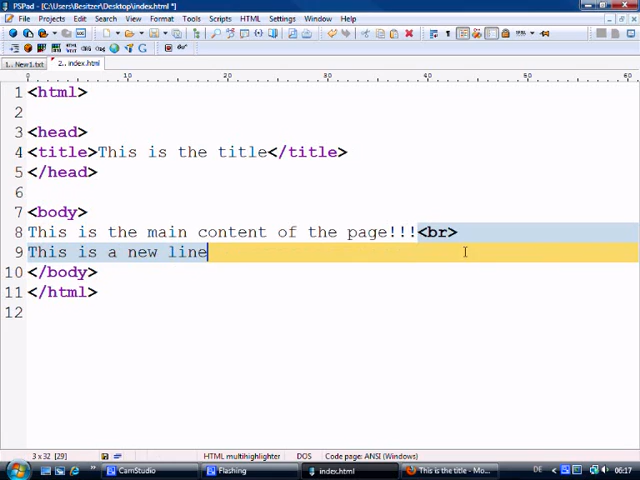 PSPad - [C:\Users\Besitzer\Desktop\index.html *]
File Projects Edit Search View Format Tools Scripts HTML Settings Window Help
1.. New1.txt 2.. index.html
0 10 20 30 40 50 60
1 <html>
2
3 <head>
4 <title>This is the title</title>
5 </head>
6
7 <body>
8 This is the main content of the page!!!<br>
9 This is a new line
10 </body>
11 </html>
12
3 x 32 [29] HTML multihighlighter DOS Code page: ANSI (Windows)
CamStudio Flashing index.html This is the title - Mo... DE 06:17